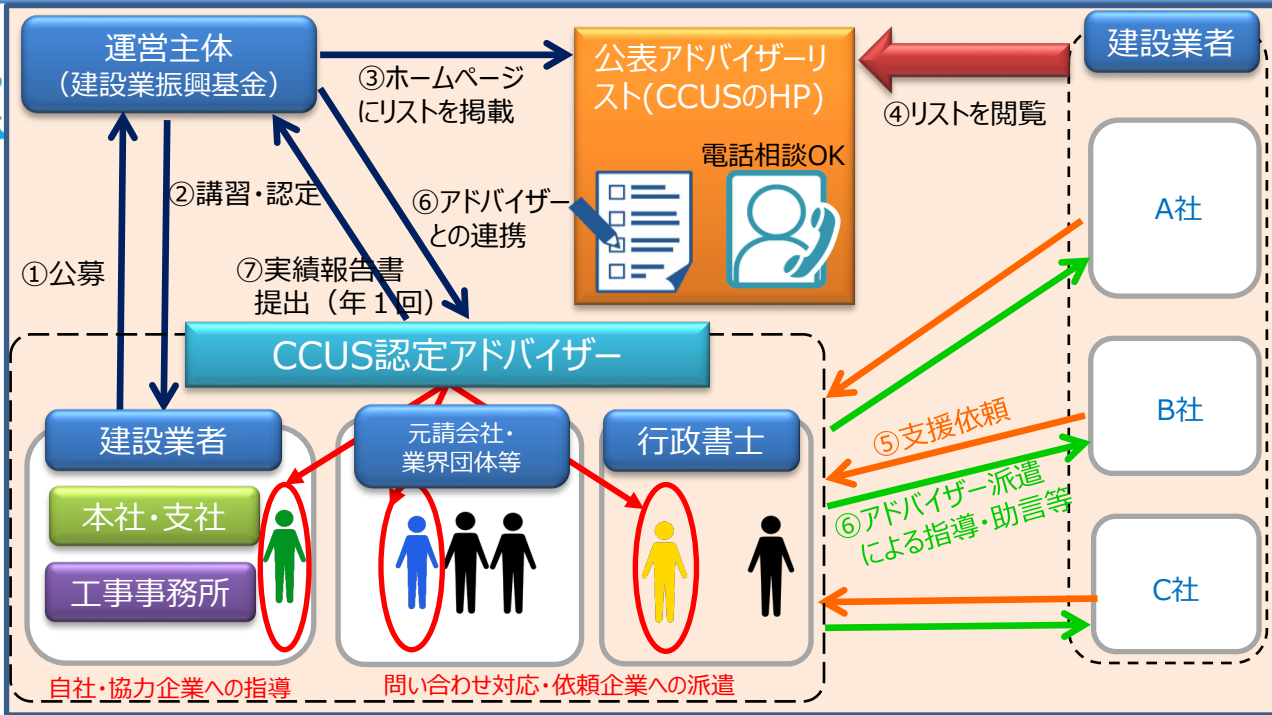 運営主体
（建設業振興基金）
③ホームページ
にリストを掲載
公表アドバイザーリ
スト(CCUSのHP)
電話相談OK
④リストを閲覧
建設業者
①公募
②講習・認定
⑥アドバイザー
との連携
⑦実績報告書
提出（年１回）
CCUS認定アドバイザー
建設業者
本社・支社
工事事務所
元請会社・
業界団体等
行政書士
A社
B社
C社
⑤支援依頼
⑥アドバイザー派遣
による指導・助言等
自社・協力企業への指導
問い合わせ対応・依頼企業への派遣